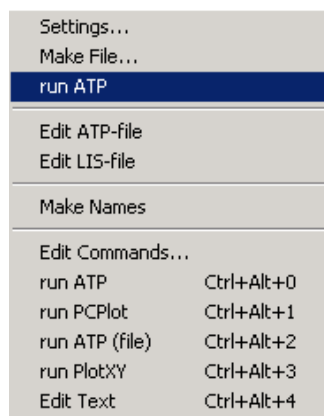 Settings...
Make File...
run ATP
Edit ATP-file
Edit LIS-file
Make Names
Edit Commands...
run ATP Ctrl+Alt+0
run PCPlot Ctrl+Alt+1
run ATP (file) Ctrl+Alt+2
run PlotXY Ctrl+Alt+3
Edit Text Ctrl+Alt+4